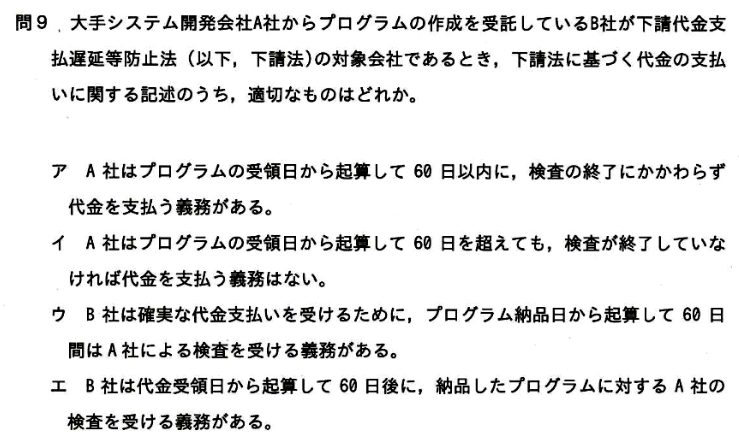 問9 . 大手システム開発会社A社からプログラムの作成を受託しているB社が下請代金支
払遅延等防止法（以下，下請法）の対象会社であるとき，下請法に基づく代金の支払
いに関する記述のうち，適切なものはどれか。
ア A 社はプログラムの受領日から起算して 60 日以内に，検査の終了にかかわらず
代金を支払う義務がある。
イ A 社はプログラムの受領日から起算して 60 日を超えても，検査が終了していな
ければ代金を支払う義務はない。
ウ B 社は確実な代金支払いを受けるために，プログラム納品日から起算して 60 日
間は A 社による検査を受ける義務がある。
エ B 社は代金受領日から起算して 60 日後に，納品したプログラムに対する A 社の
検査を受ける義務がある。